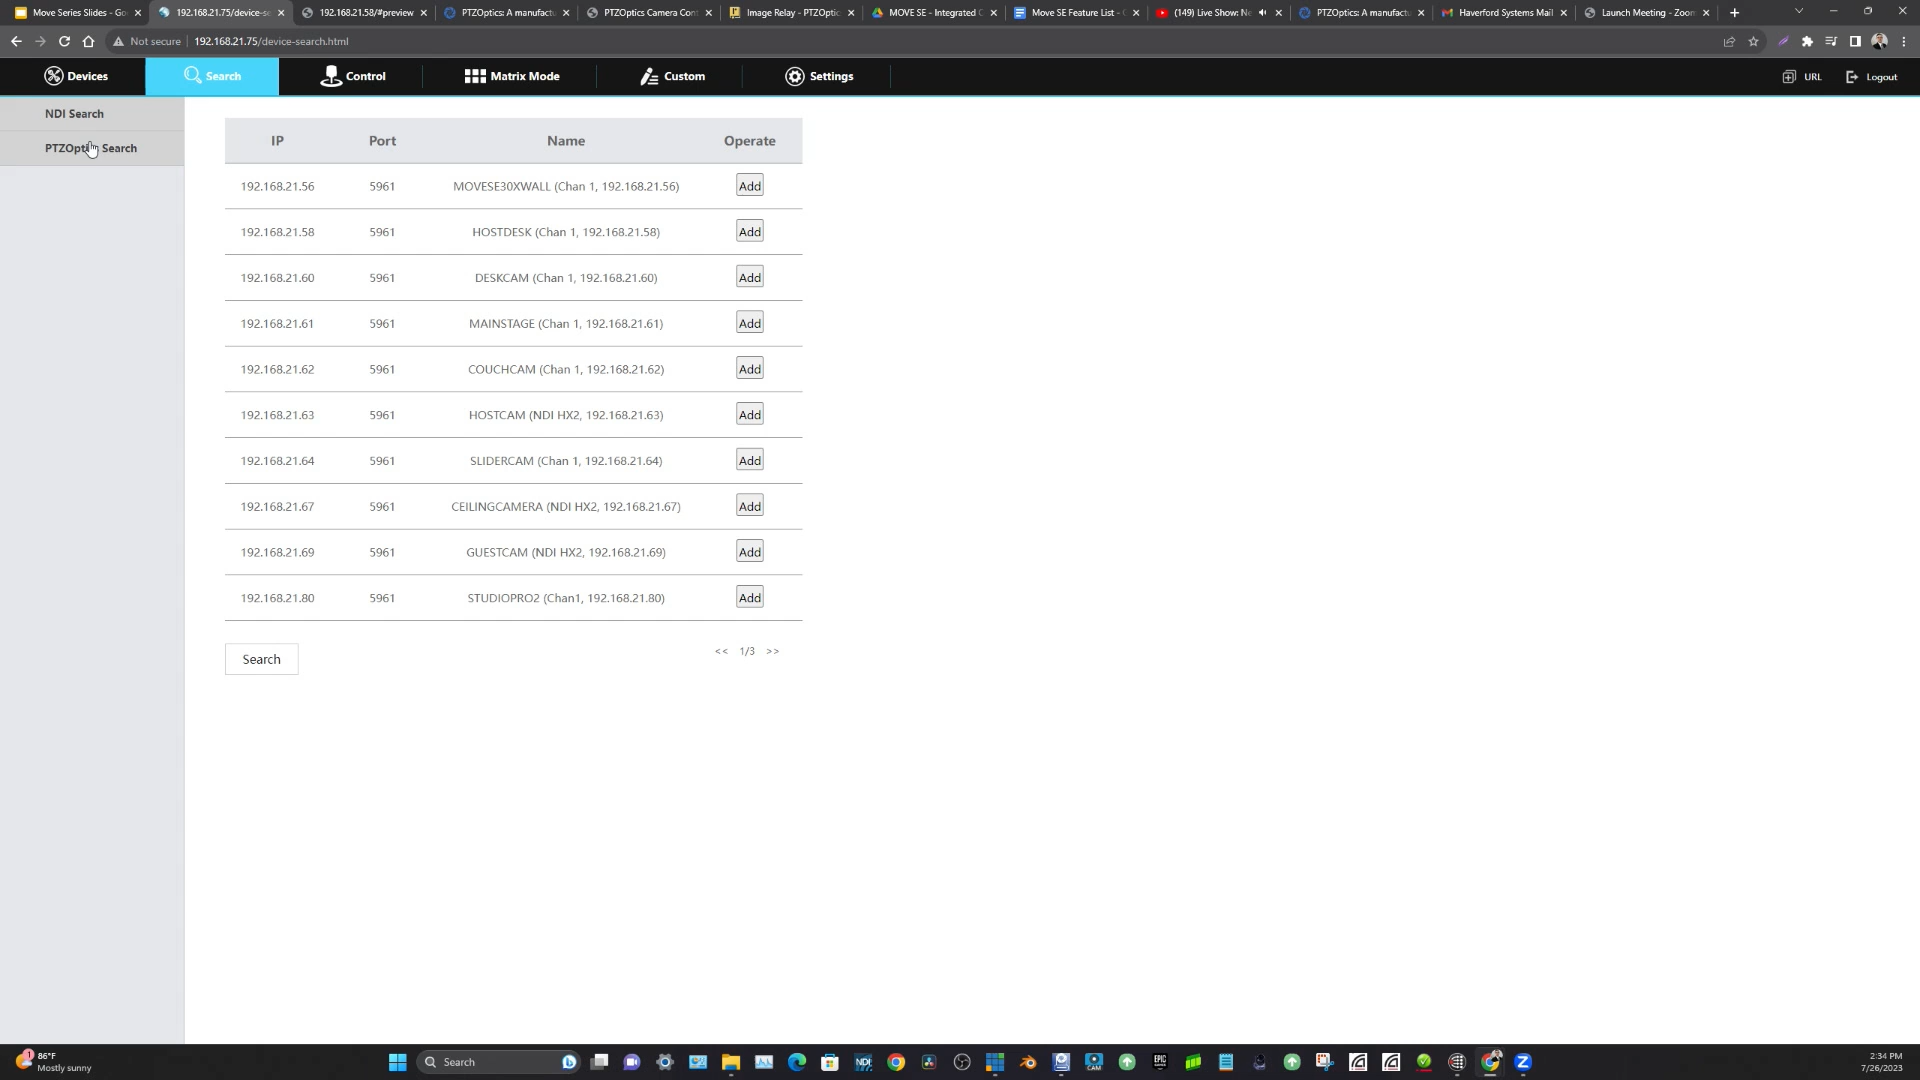 Move Series Slides - Go
192.168.21.75/device-se
192.168.21.58/#preview
PTZOptics: A manufactu
PTZOptics Camera Con
Image Relay - PTZOptic
MOVE SE - Integrated C
Move SE Feature List - G
(149) Live Show: Ne
PTZOptics: A manufactu
Haverford Systems Mail
Launch Meeting - Zoom
Not secure 192.168.21.75/device-search.html
Devices Search Control Matrix Mode Custom Settings URL Logout
NDI Search
PTZOpti Search
IP Port Name Operate
192.168.21.56 5961 MOVESE30XWALL (Chan 1, 192.168.21.56) Add
192.168.21.58 5961 HOSTDESK (Chan 1, 192.168.21.58) Add
192.168.21.60 5961 DESKCAM (Chan 1, 192.168.21.60) Add
192.168.21.61 5961 MAINSTAGE (Chan 1, 192.168.21.61) Add
192.168.21.62 5961 COUCHCAM (Chan 1, 192.168.21.62) Add
192.168.21.63 5961 HOSTCAM (NDI HX2, 192.168.21.63) Add
192.168.21.64 5961 SLIDERCAM (Chan 1, 192.168.21.64) Add
192.168.21.67 5961 CEILINGCAMERA (NDI HX2, 192.168.21.67) Add
192.168.21.69 5961 GUESTCAM (NDI HX2, 192.168.21.69) Add
192.168.21.80 5961 STUDIOPRO2 (Chan1, 192.168.21.80) Add
Search << 1/3 >>
1
86°F
Mostly sunny
Search
NDI
CAM
EPIC
2:34 PM
7/26/2023